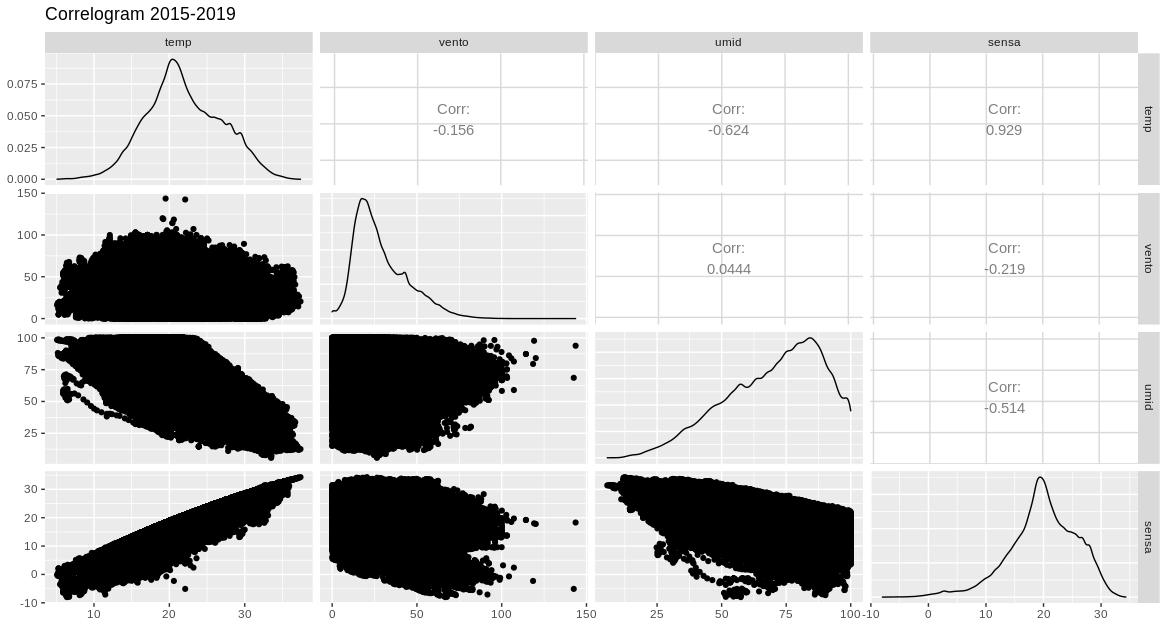 Correlogram 2015-2019
temp vento umid sensa
0.075
0.050
0.025
0.000
Corr:
-0.156
Corr:
-0.624
Corr:
0.929
temp
150
100
50
0
Corr:
0.0444
Corr:
-0.219
vento
100
75
50
25
Corr:
-0.514
umid
30
20
10
0
-10
sensa
10 20 30 0 50 100 150 25 50 75 100 -10 0 10 20 30